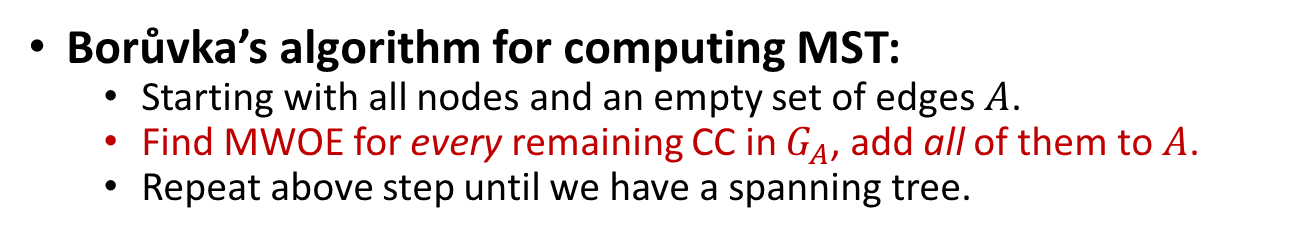 • Borůvka's algorithm for computing MST:
• Starting with all nodes and an empty set of edges A.
• Find MWOE for every remaining CC in G_A, add all of them to A.
• Repeat above step until we have a spanning tree.